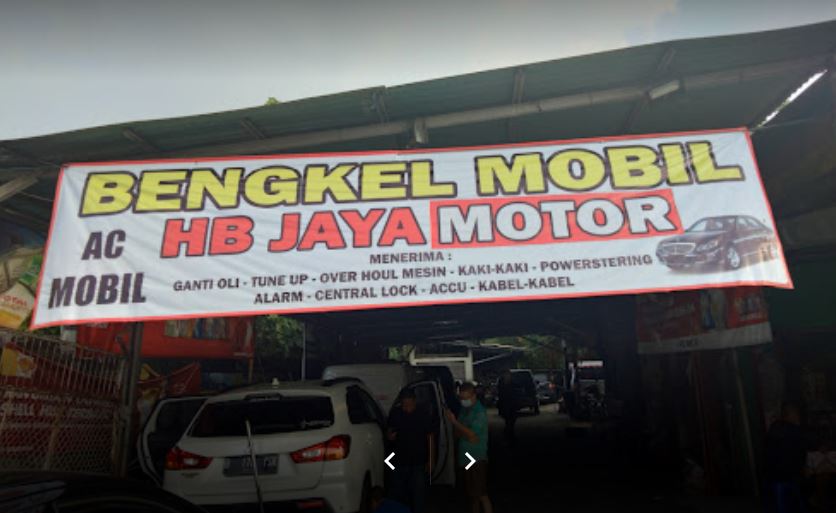 BENGKEL MOBIL
AC MOBIL
HB JAYA MOTOR
MENERIMA :
GANTI OLI - TUNE UP - OVER HOUL MESIN - KAKI-KAKI - POWERSTERING
ALARM - CENTRAL LOCK - ACCU - KABEL-KABEL